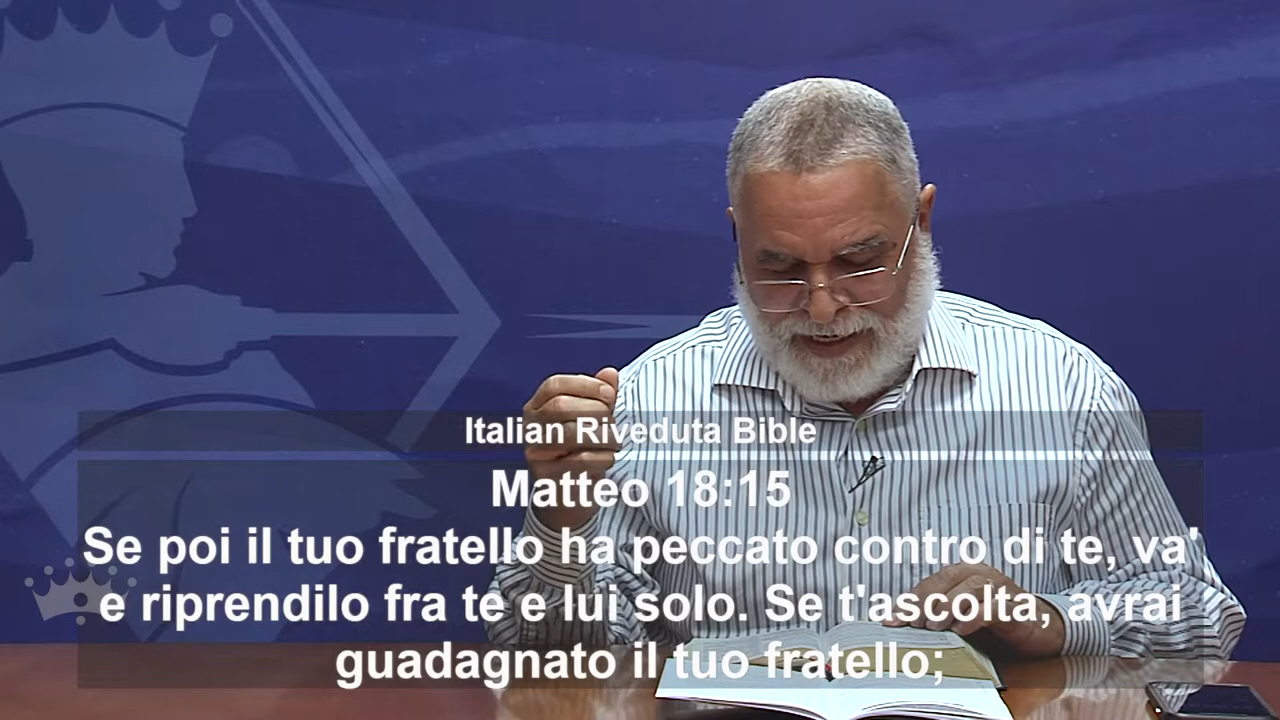 Italian Riveduta Bible
Matteo 18:15
Se poi il tuo fratello ha peccato contro di te, va'
e riprendilo fra te e lui solo. Se t'ascolta, avrai
guadagnato il tuo fratello;